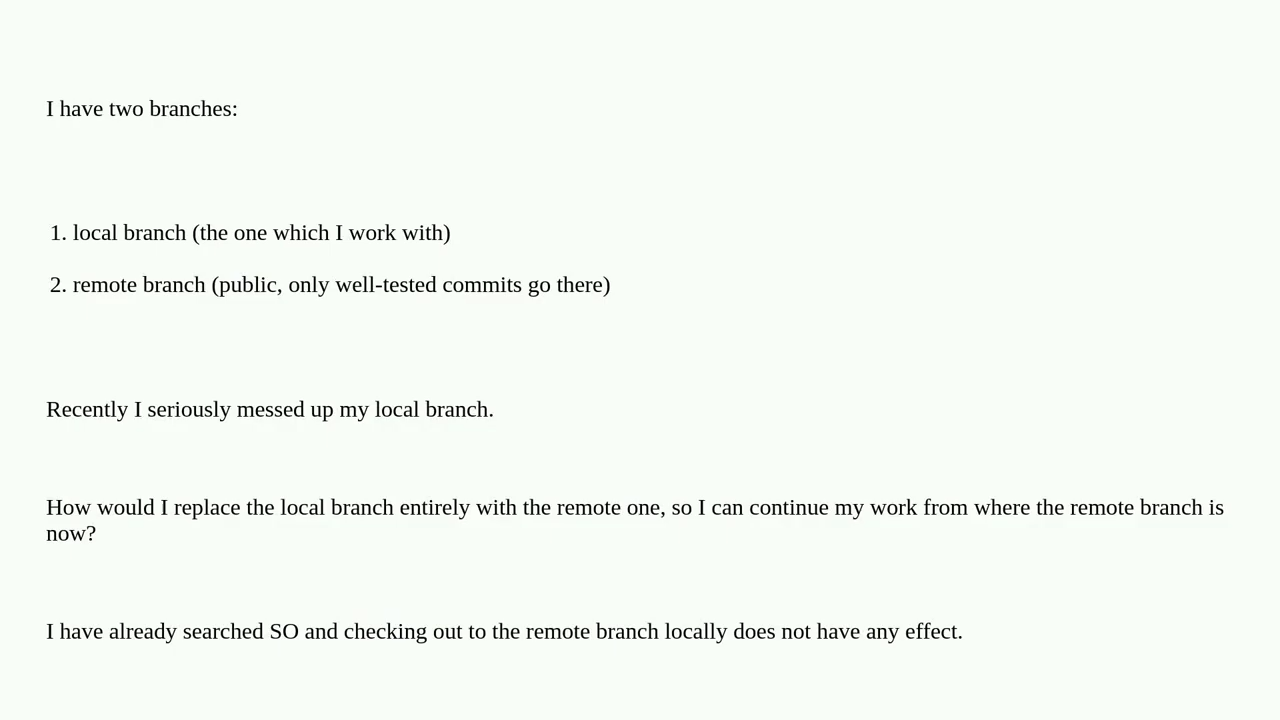 I have two branches:
1. local branch (the one which I work with)
2. remote branch (public, only well-tested commits go there)
Recently I seriously messed up my local branch.
How would I replace the local branch entirely with the remote one, so I can continue my work from where the remote branch is
now?
I have already searched SO and checking out to the remote branch locally does not have any effect.